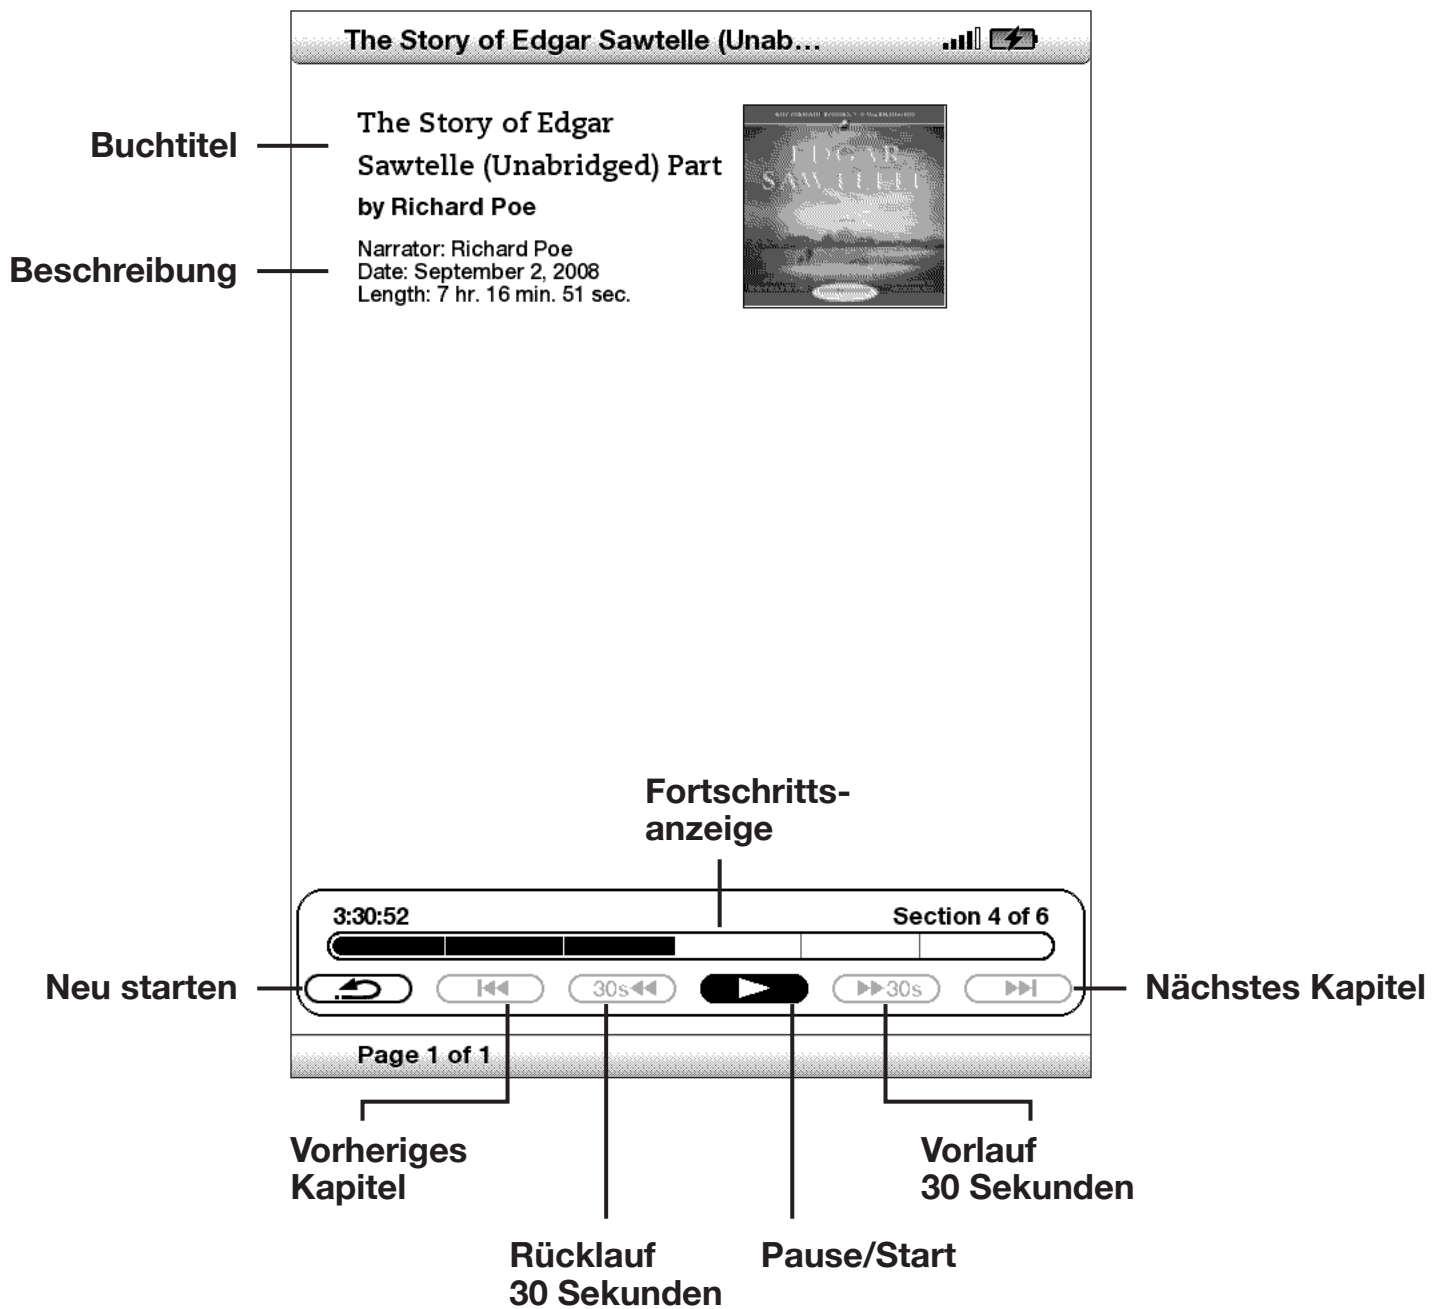 The Story of Edgar Sawtelle (Unab...
Buchtitel
The Story of Edgar
Sawtelle (Unabridged) Part
by Richard Poe
Beschreibung
Narrator: Richard Poe
Date: September 2, 2008
Length: 7 hr. 16 min. 51 sec.
EDGAR
SAWTELLE
Fortschritts-
anzeige
3:30:52
Section 4 of 6
Neu starten
30s
30s
Nächstes Kapitel
Page 1 of 1
Vorheriges
Kapitel
Vorlauf
30 Sekunden
Rücklauf
30 Sekunden
Pause/Start